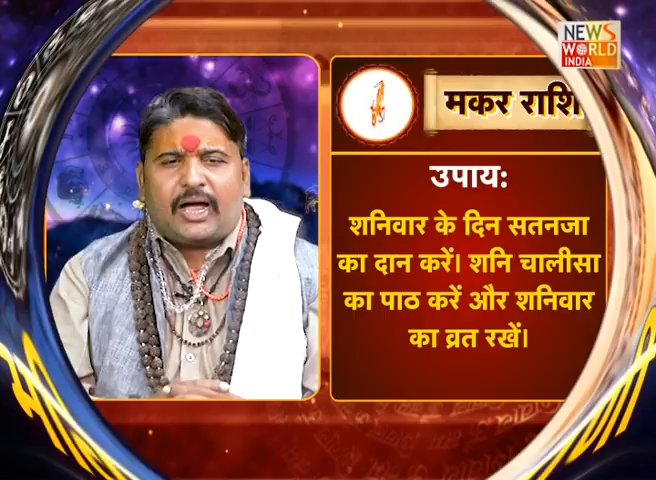 NEWS
WORLD
INDIA
मकर राशि
उपाय:
शनिवार के दिन सतनजा
का दान करें। शनि चालीसा
का पाठ करें और शनिवार
का व्रत रखें।